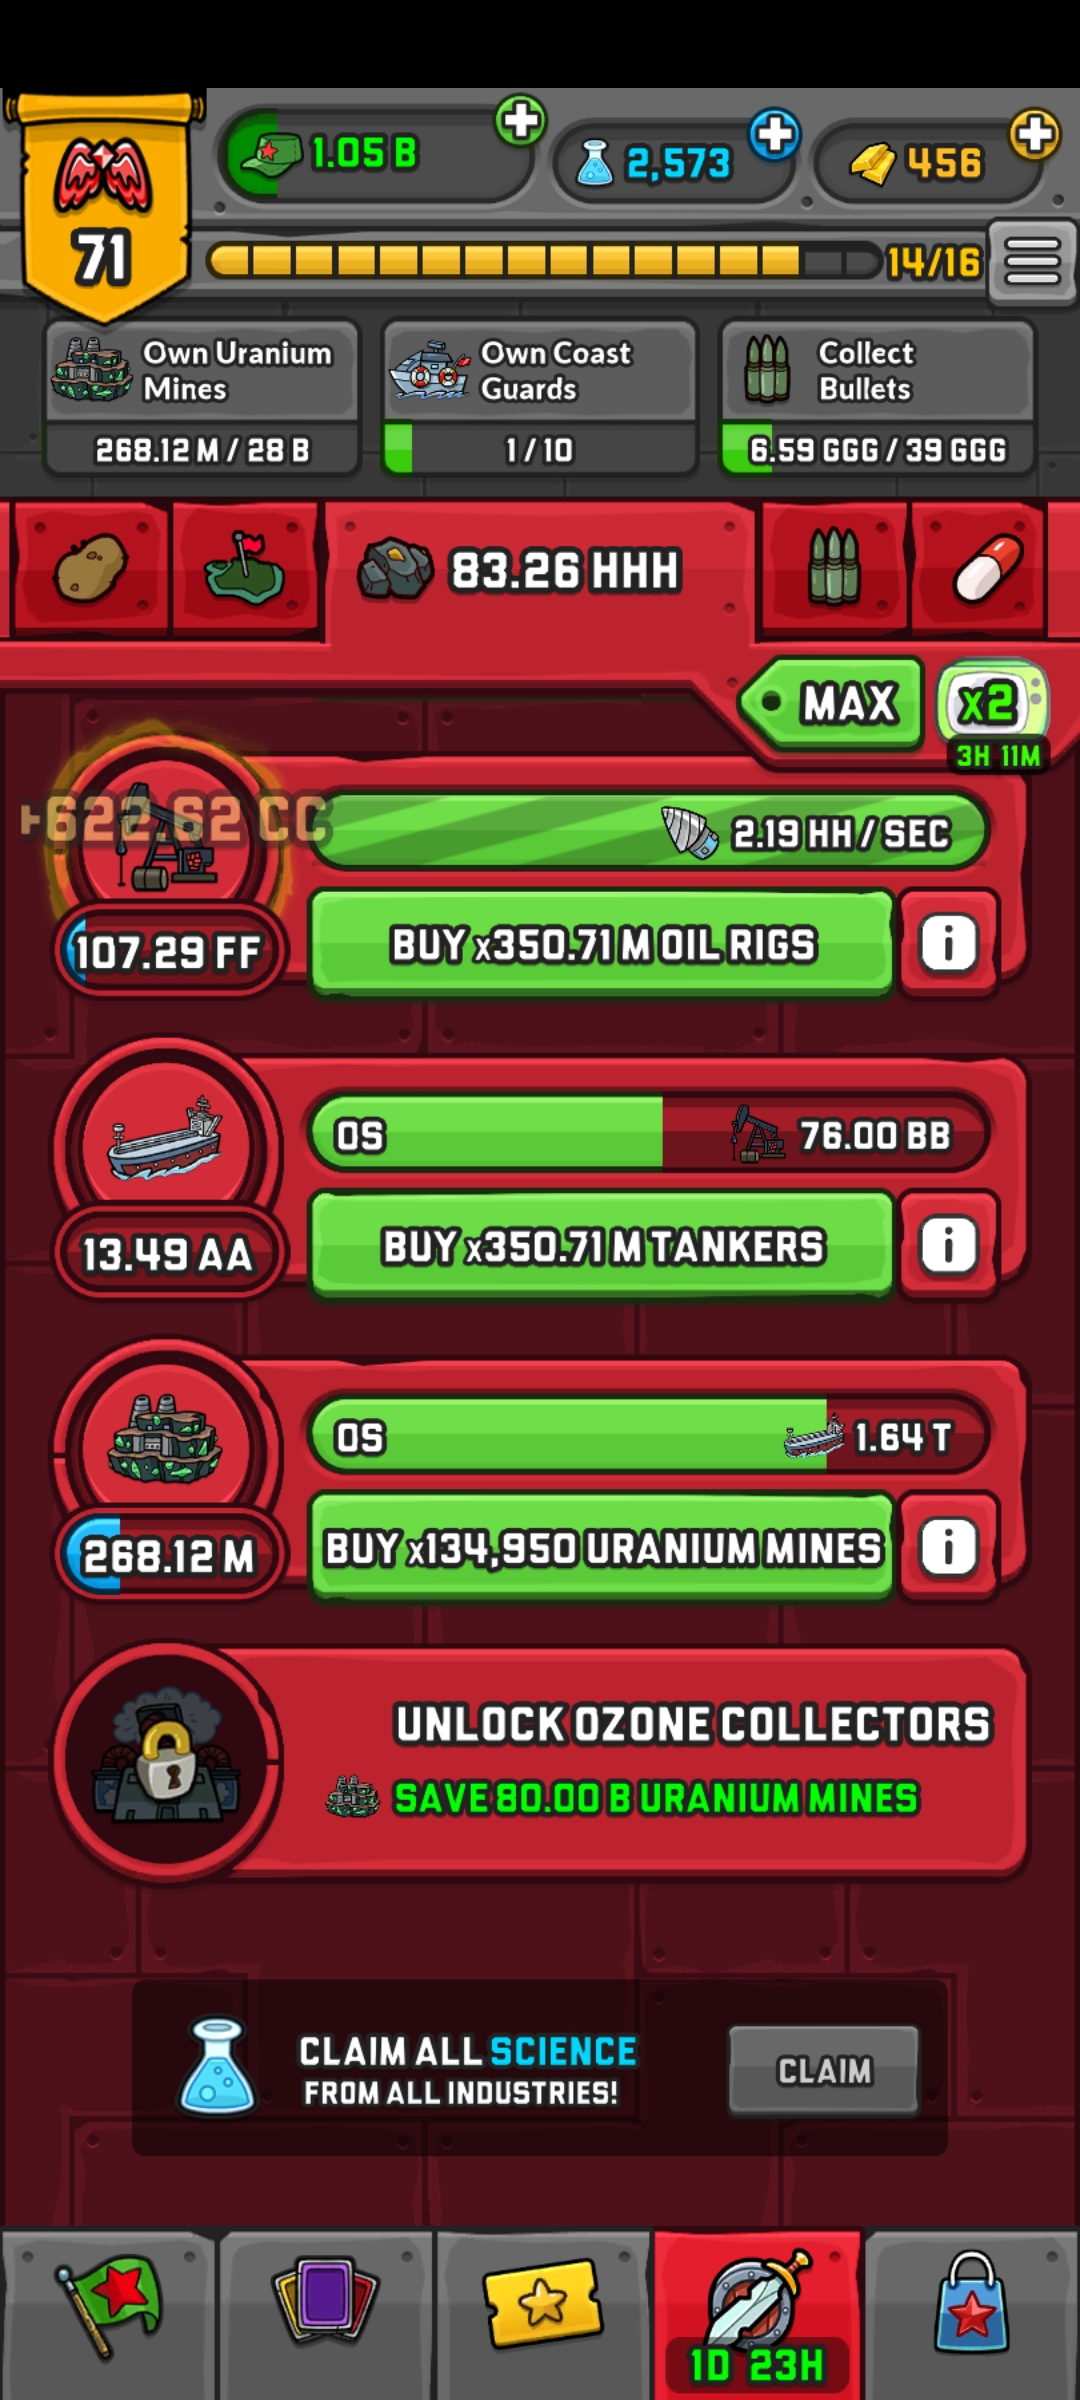 71
1.05 B
2,573
456
14/16
Own Uranium
Mines
268.12 M / 28 B
Own Coast
Guards
1 / 10
Collect
Bullets
6.59 GGG / 39 GGG
83.26 HHH
MAX
x2
3H 11M
+622.62 CC
2.19 HH / SEC
107.29 FF
BUY x350.71 M OIL RIGS
i
0S
76.00 BB
13.49 AA
BUY x350.71 M TANKERS
i
0S
1.64 T
268.12 M
BUY x134,950 URANIUM MINES
i
UNLOCK OZONE COLLECTORS
SAVE 80.00 B URANIUM MINES
CLAIM ALL SCIENCE
FROM ALL INDUSTRIES!
CLAIM
1D 23H